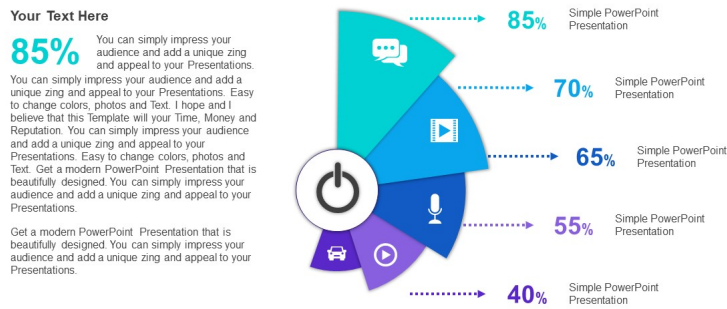 Your Text Here
85%
You can simply impress your
audience and add a unique zing
and appeal to your Presentations.
You can simply impress your audience and add a
unique zing and appeal to your Presentations. Easy
to change colors, photos and Text. I hope and I
believe that this Template will your Time, Money and
Reputation. You can simply impress your audience
and add a unique zing and appeal to your
Presentations. Easy to change colors, photos and
Text. Get a modern PowerPoint Presentation that is
beautifully designed. You can simply impress your
audience and add a unique zing and appeal to your
Presentations.
Get a modern PowerPoint Presentation that is
beautifully designed. You can simply impress your
audience and add a unique zing and appeal to your
Presentations.
85%
Simple PowerPoint
Presentation
70%
Simple PowerPoint
Presentation
65%
Simple PowerPoint
Presentation
55%
Simple PowerPoint
Presentation
40%
Simple PowerPoint
Presentation